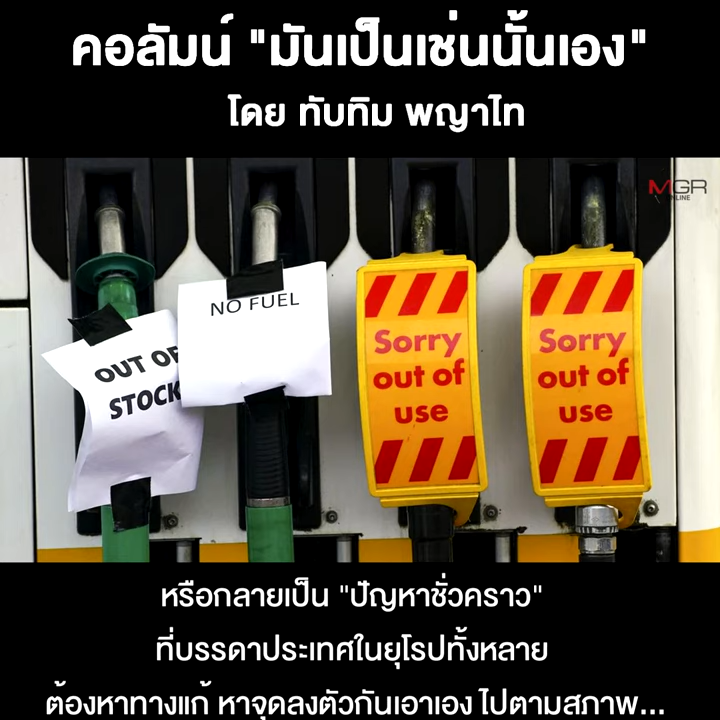 คอลัมน์ "มันเป็นเช่นนั้นเอง"
โดย ทับทิม พญาไท
MGR
ONLINE
OUT OF
STOCK
NO FUEL
Sorry
out of
use
Sorry
out of
use
หรือกลายเป็น "ปัญหาชั่วคราว"
ที่บรรดาประเทศในยุโรปทั้งหลาย
ต้องหาทางแก้ หาจุดลงตัวกันเอาเอง ไปตามสภาพ...